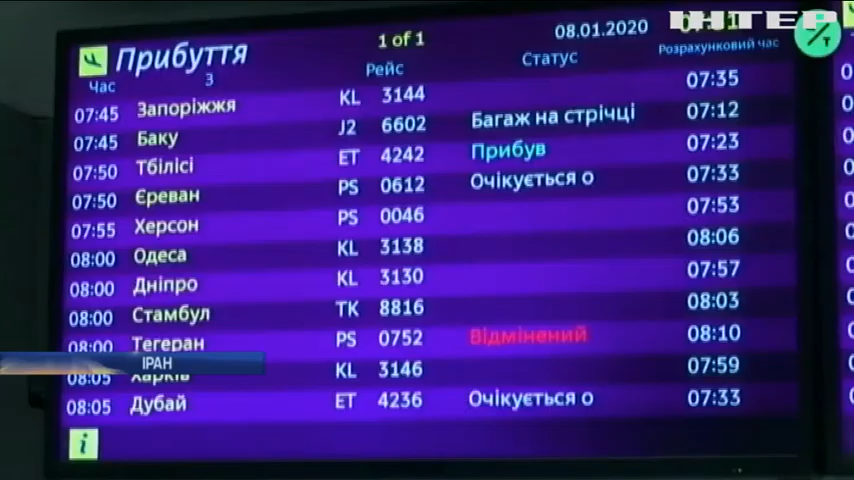 ІНТЕР
Прибуття 1 of 1 08.01.2020
Час З Рейс Статус Розрахунковий час
07:45 Запоріжжя KL 3144 07:35
07:45 Баку J2 6602 Багаж на стрічці 07:12
07:50 Тбілісі ET 4242 Прибув 07:23
07:50 Єреван PS 0612 Очікується о 07:33
07:55 Херсон PS 0046 07:53
08:00 Одеса KL 3138 08:06
08:00 Дніпро KL 3130 07:57
08:00 Стамбул TK 8816 08:03
08:00 Тегеран PS 0752 Відмінений 08:10
08:05 Харків KL 3146 07:59
08:05 Дубай ET 4236 Очікується о 07:33
ІРАН
i